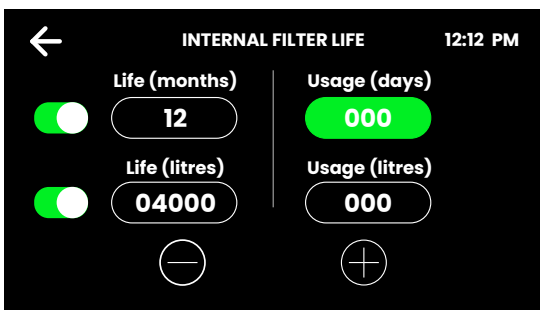 INTERNAL FILTER LIFE 12:12 PM
Life (months) Usage (days)
12 000
Life (litres) Usage (litres)
04000 000